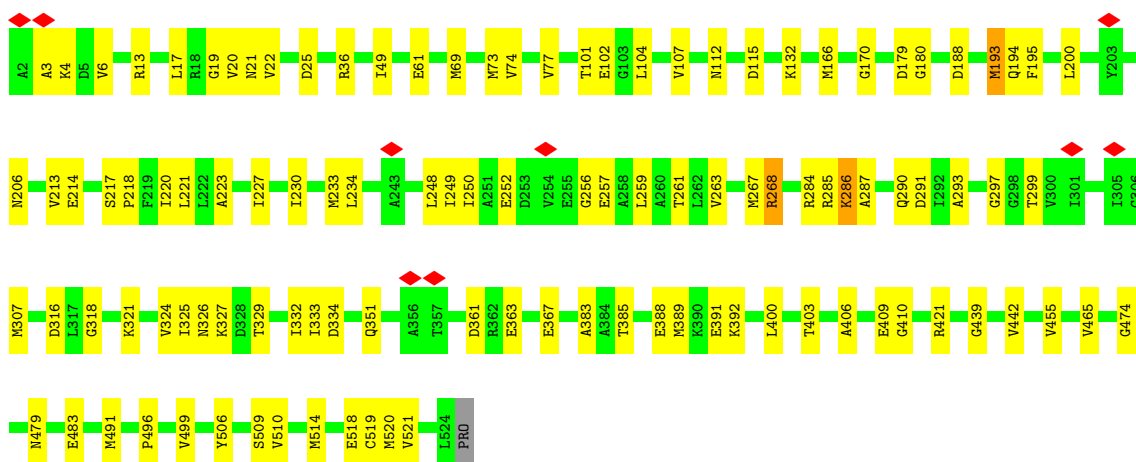 A2 A3 K4 D5 V6 R13 L17 R18 G19 V20 N21 V22 D25 R36 I49 E61 M69 M73 V74 V77 T101 E102 G103 L104 V107 N112 D115 K132 M166 G170 D179 G180 D188 M193 Q194 F195 L200 Y203
N206 V213 E214 S217 P218 F219 I220 L221 L222 A223 I227 I230 M233 L234 A243 L248 I249 I250 A251 E252 D253 V254 E255 G256 E257 A258 L259 A260 T261 L262 V263 M267 R268 R284 R285 K286 A287 Q290 D291 I292 A293 G297 G298 T299 V300 I301 I305 G306
M307 D316 L317 G318 K321 V324 I325 N326 K327 D328 T329 I332 I333 D334 Q351 A356 T357 D361 R362 E363 E367 A383 A384 T385 E388 M389 K390 E391 K392 L400 T403 A406 E409 G410 R421 G439 V442 V455 V465 G474
N479 E483 M491 P496 V499 Y506 S509 V510 M514 E518 C519 M520 V521 L524 PRO